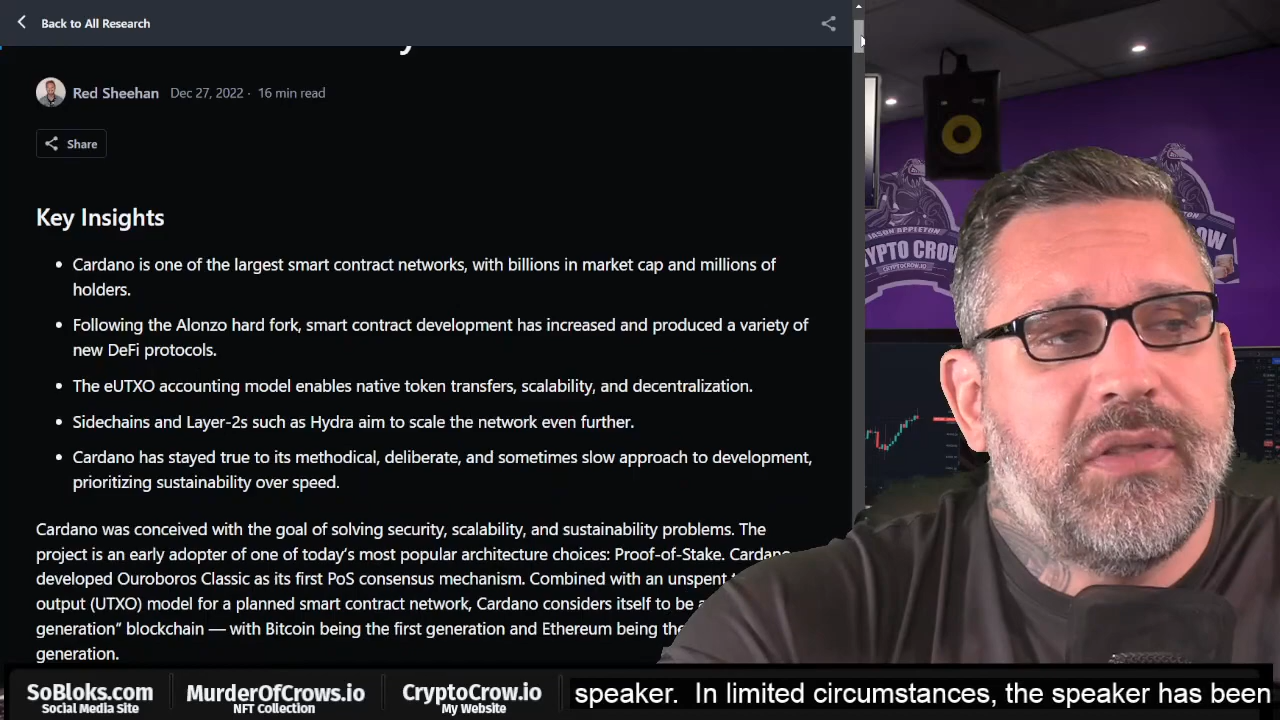 Back to All Research
Red Sheehan Dec 27, 2022 · 16 min read
Share
Key Insights
• Cardano is one of the largest smart contract networks, with billions in market cap and millions of
holders.
• Following the Alonzo hard fork, smart contract development has increased and produced a variety of
new DeFi protocols.
• The eUTXO accounting model enables native token transfers, scalability, and decentralization.
• Sidechains and Layer-2s such as Hydra aim to scale the network even further.
• Cardano has stayed true to its methodical, deliberate, and sometimes slow approach to development,
prioritizing sustainability over speed.
Cardano was conceived with the goal of solving security, scalability, and sustainability problems. The
project is an early adopter of one of today's most popular architecture choices: Proof-of-Stake. Cardano
developed Ouroboros Classic as its first PoS consensus mechanism. Combined with an unspent
output (UTXO) model for a planned smart contract network, Cardano considers itself to be
generation" blockchain — with Bitcoin being the first generation and Ethereum being the
generation.
JASON APPLETON
CRYPTO CROW
CRYPTOCROW.IO
SoBloks.com
Social Media Site
MurderOfCrows.io
NFT Collection
CryptoCrow.io
My Website
speaker. In limited circumstances, the speaker has been